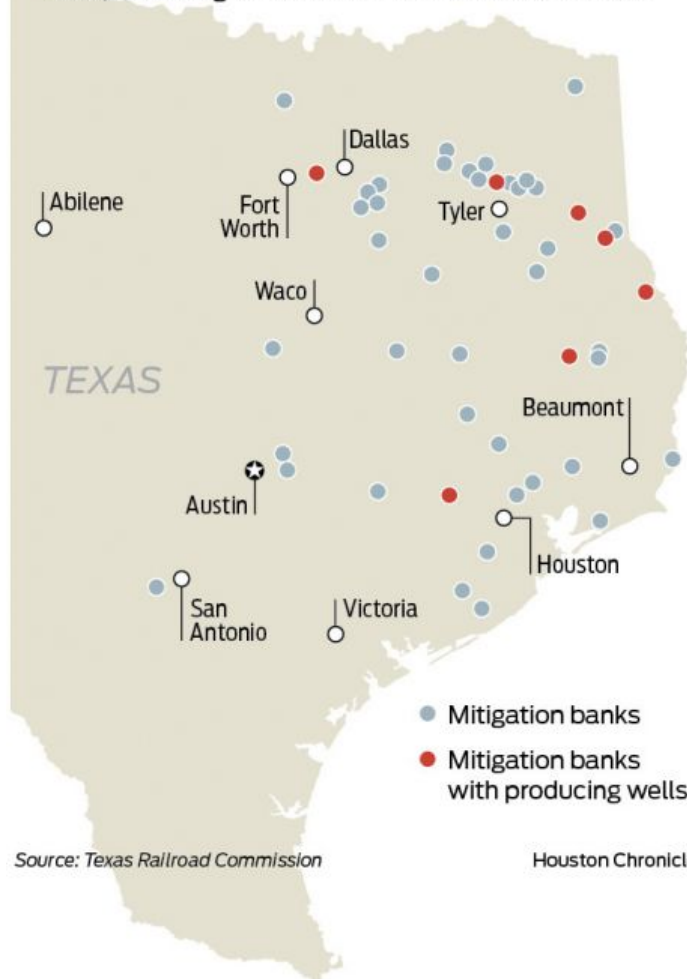 Dallas
Abilene
Fort
Worth
Tyler
Waco
TEXAS
Beaumont
Austin
Houston
San
Antonio
Victoria
Mitigation banks
Mitigation banks
with producing wells
Source: Texas Railroad Commission
Houston Chronicl